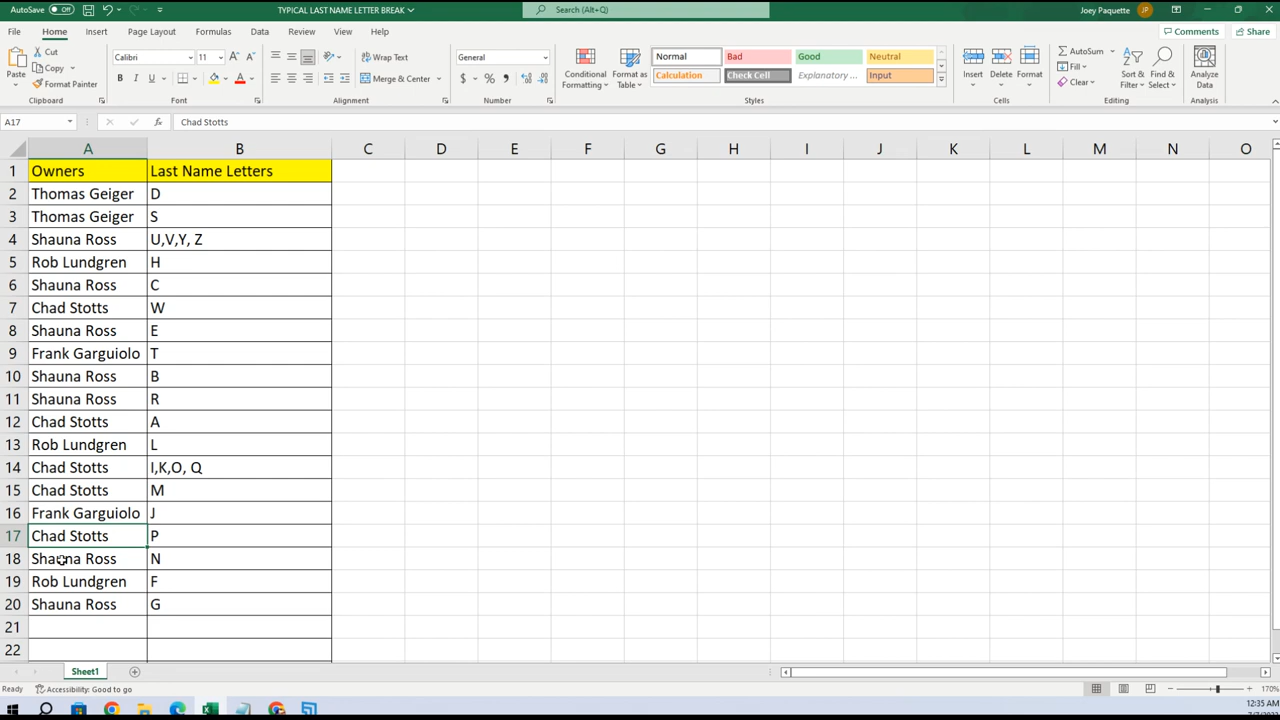 AutoSave Off TYPICAL LAST NAME LETTER BREAK Search (Alt+Q) Joey Paquette JP
File Home Insert Page Layout Formulas Data Review View Help Comments Share
Paste Cut Copy Format Painter Clipboard
Calibri 11 B I U A Font
Wrap Text Merge & Center Alignment
General $ % Number
Conditional Formatting Format as Table Normal Bad Good Neutral Calculation Check Cell Explanatory ... Input Styles
Insert Delete Format Cells
AutoSum Fill Clear Sort & Filter Find & Select Editing
Analyze Data Analysis
A17 fx Chad Stotts
A B C D E F G H I J K L M N O
1 Owners Last Name Letters
2 Thomas Geiger D
3 Thomas Geiger S
4 Shauna Ross U,V,Y, Z
5 Rob Lundgren H
6 Shauna Ross C
7 Chad Stotts W
8 Shauna Ross E
9 Frank Garguiolo T
10 Shauna Ross B
11 Shauna Ross R
12 Chad Stotts A
13 Rob Lundgren L
14 Chad Stotts I,K,O, Q
15 Chad Stotts M
16 Frank Garguiolo J
17 Chad Stotts P
18 Shauna Ross N
19 Rob Lundgren F
20 Shauna Ross G
21
22
Sheet1
Ready Accessibility: Good to go 170%
12:35 AM